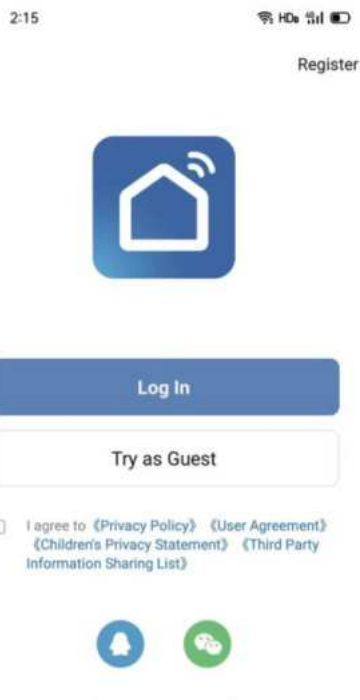 2:15
HD
Register
Log In
Try as Guest
I agree to 《Privacy Policy》 《User Agreement》
《Children's Privacy Statement》 《Third Party
Information Sharing List》